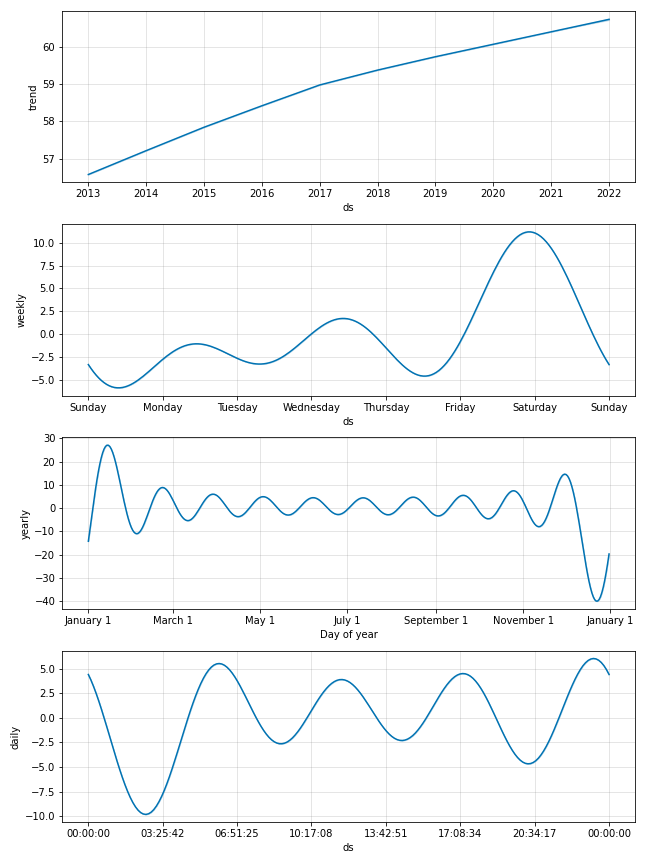 trend
60
59
58
57
2013 2014 2015 2016 2017 2018 2019 2020 2021 2022
ds
weekly
10.0
7.5
5.0
2.5
0.0
−2.5
−5.0
Sunday Monday Tuesday Wednesday Thursday Friday Saturday Sunday
ds
yearly
30
20
10
0
−10
−20
−30
−40
January 1 March 1 May 1 July 1 September 1 November 1 January 1
Day of year
daily
5.0
2.5
0.0
−2.5
−5.0
−7.5
−10.0
00:00:00 03:25:42 06:51:25 10:17:08 13:42:51 17:08:34 20:34:17 00:00:00
ds